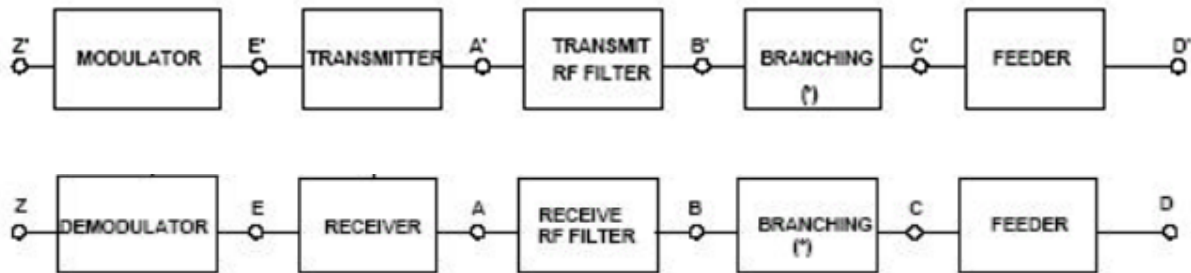 Z' MODULATOR E' TRANSMITTER A' TRANSMIT RF FILTER B' BRANCHING (*) C' FEEDER D'
Z DEMODULATOR E RECEIVER A RECEIVE RF FILTER B BRANCHING (*) C FEEDER D